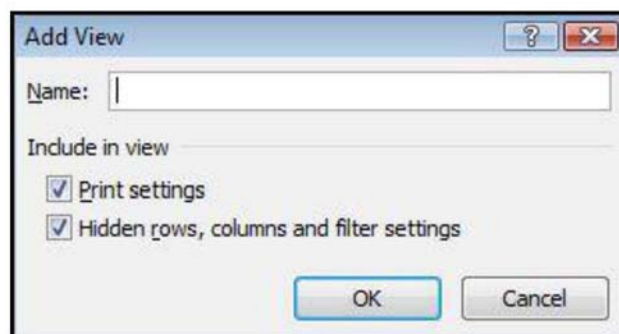 Add View
Name:
Include in view
Print settings
Hidden rows, columns and filter settings
OK Cancel